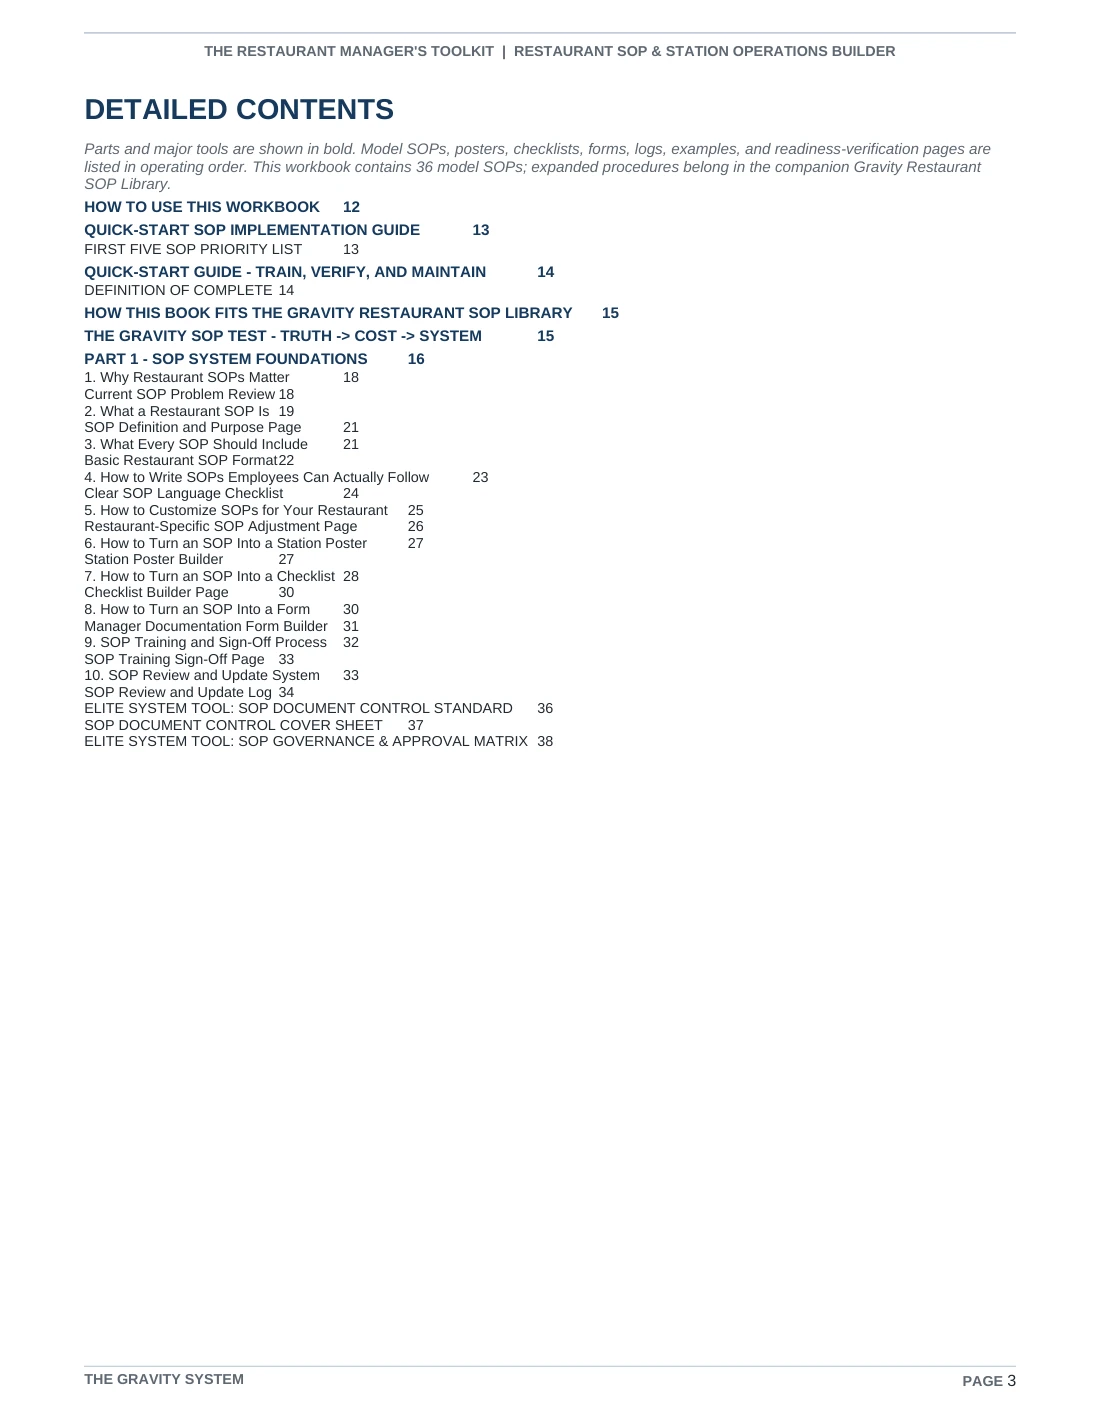 THE RESTAURANT MANAGER'S TOOLKIT | RESTAURANT SOP & STATION OPERATIONS BUILDER
DETAILED CONTENTS
Parts and major tools are shown in bold. Model SOPs, posters, checklists, forms, logs, examples, and readiness-verification pages are
listed in operating order. This workbook contains 36 model SOPs; expanded procedures belong in the companion Gravity Restaurant
SOP Library.
HOW TO USE THIS WORKBOOK 12
QUICK-START SOP IMPLEMENTATION GUIDE 13
FIRST FIVE SOP PRIORITY LIST 13
QUICK-START GUIDE - TRAIN, VERIFY, AND MAINTAIN 14
DEFINITION OF COMPLETE 14
HOW THIS BOOK FITS THE GRAVITY RESTAURANT SOP LIBRARY 15
THE GRAVITY SOP TEST - TRUTH -> COST -> SYSTEM 15
PART 1 - SOP SYSTEM FOUNDATIONS 16
1. Why Restaurant SOPs Matter 18
Current SOP Problem Review 18
2. What a Restaurant SOP Is 19
SOP Definition and Purpose Page 21
3. What Every SOP Should Include 21
Basic Restaurant SOP Format22
4. How to Write SOPs Employees Can Actually Follow 23
Clear SOP Language Checklist 24
5. How to Customize SOPs for Your Restaurant 25
Restaurant-Specific SOP Adjustment Page 26
6. How to Turn an SOP Into a Station Poster 27
Station Poster Builder 27
7. How to Turn an SOP Into a Checklist 28
Checklist Builder Page 30
8. How to Turn an SOP Into a Form 30
Manager Documentation Form Builder 31
9. SOP Training and Sign-Off Process 32
SOP Training Sign-Off Page 33
10. SOP Review and Update System 33
SOP Review and Update Log 34
ELITE SYSTEM TOOL: SOP DOCUMENT CONTROL STANDARD 36
SOP DOCUMENT CONTROL COVER SHEET 37
ELITE SYSTEM TOOL: SOP GOVERNANCE & APPROVAL MATRIX 38
THE GRAVITY SYSTEM
PAGE 3